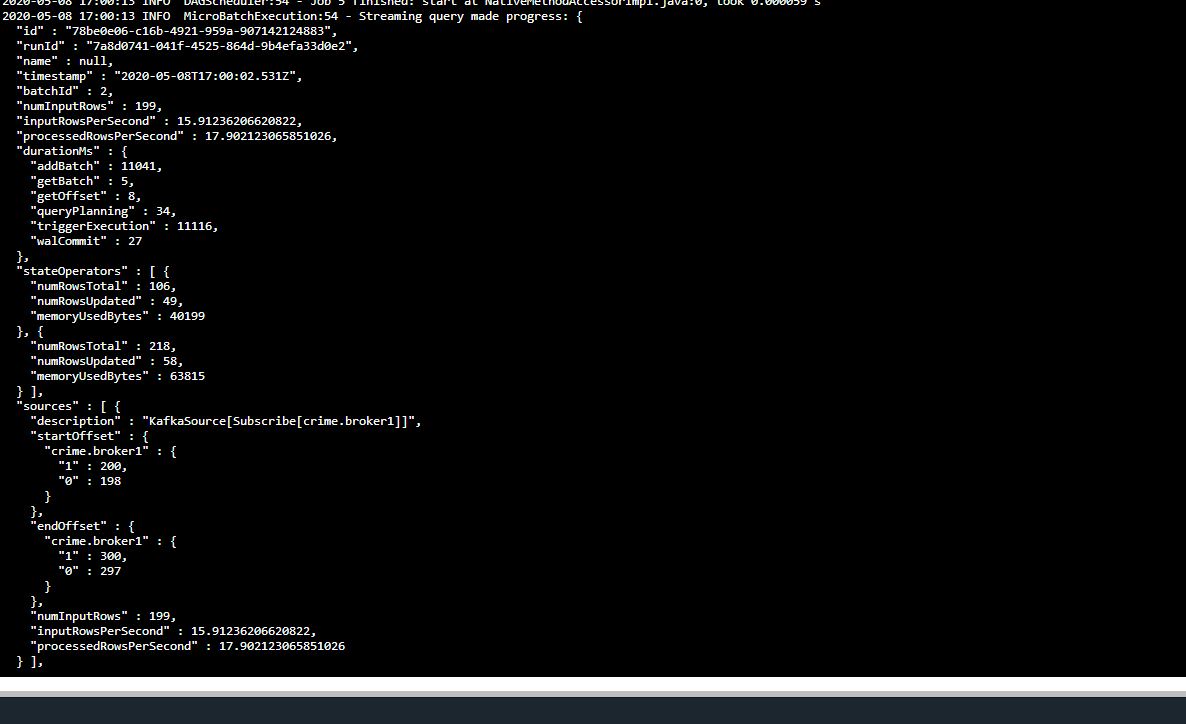 2020-05-08 17:00:13 INFO  DAGScheduler:54 - Job 5 finished: start at NativeMethodAccessorImpl.java:0, took 0.000059 s
2020-05-08 17:00:13 INFO  MicroBatchExecution:54 - Streaming query made progress: {
  "id" : "78be0e06-c16b-4921-959a-907142124883",
  "runId" : "7a8d0741-041f-4525-864d-9b4efa33d0e2",
  "name" : null,
  "timestamp" : "2020-05-08T17:00:02.531Z",
  "batchId" : 2,
  "numInputRows" : 199,
  "inputRowsPerSecond" : 15.91236206620822,
  "processedRowsPerSecond" : 17.902123065851026,
  "durationMs" : {
    "addBatch" : 11041,
    "getBatch" : 5,
    "getOffset" : 8,
    "queryPlanning" : 34,
    "triggerExecution" : 11116,
    "walCommit" : 27
  },
  "stateOperators" : [ {
    "numRowsTotal" : 106,
    "numRowsUpdated" : 49,
    "memoryUsedBytes" : 40199
  }, {
    "numRowsTotal" : 218,
    "numRowsUpdated" : 58,
    "memoryUsedBytes" : 63815
  } ],
  "sources" : [ {
    "description" : "KafkaSource[Subscribe[crime.broker1]]",
    "startOffset" : {
      "crime.broker1" : {
        "1" : 200,
        "0" : 198
      }
    },
    "endOffset" : {
      "crime.broker1" : {
        "1" : 300,
        "0" : 297
      }
    },
    "numInputRows" : 199,
    "inputRowsPerSecond" : 15.91236206620822,
    "processedRowsPerSecond" : 17.902123065851026
  } ],